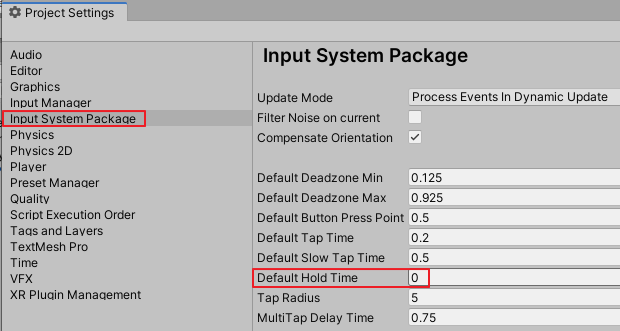 Project Settings
Audio
Editor
Graphics
Input Manager
Input System Package
Physics
Physics 2D
Player
Preset Manager
Quality
Script Execution Order
Tags and Layers
TextMesh Pro
Time
VFX
XR Plugin Management
Input System Package
Update Mode Process Events In Dynamic Update
Filter Noise on current
Compensate Orientation
Default Deadzone Min 0.125
Default Deadzone Max 0.925
Default Button Press Point 0.5
Default Tap Time 0.2
Default Slow Tap Time 0.5
Default Hold Time 0
Tap Radius 5
MultiTap Delay Time 0.75